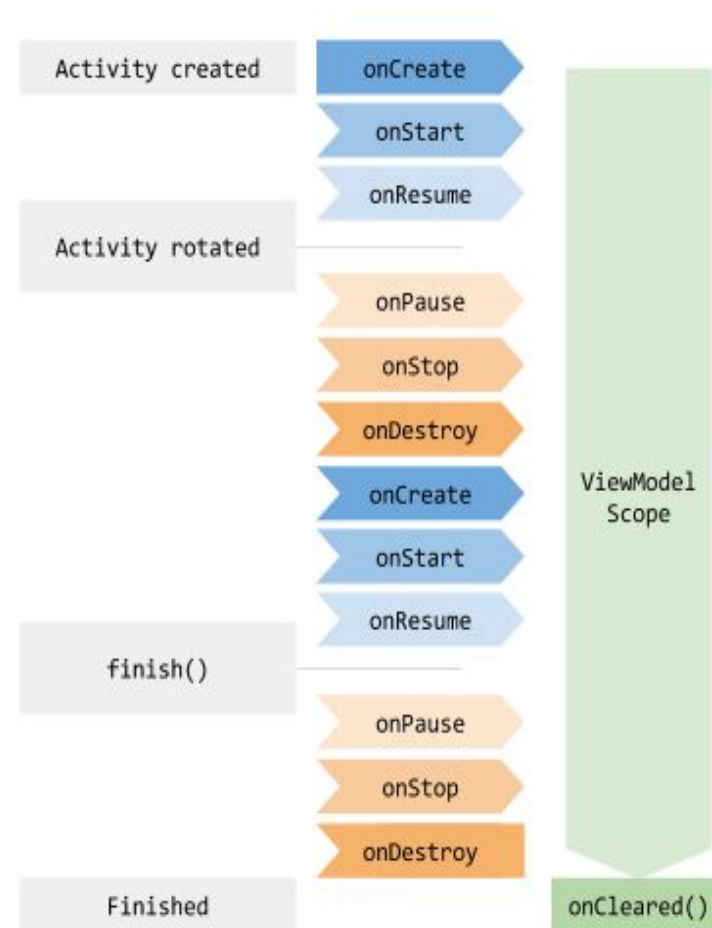 Activity created
onCreate
onStart
onResume
Activity rotated
onPause
onStop
onDestroy
onCreate
onStart
onResume
finish()
onPause
onStop
onDestroy
Finished
ViewModel
Scope
onCleared()